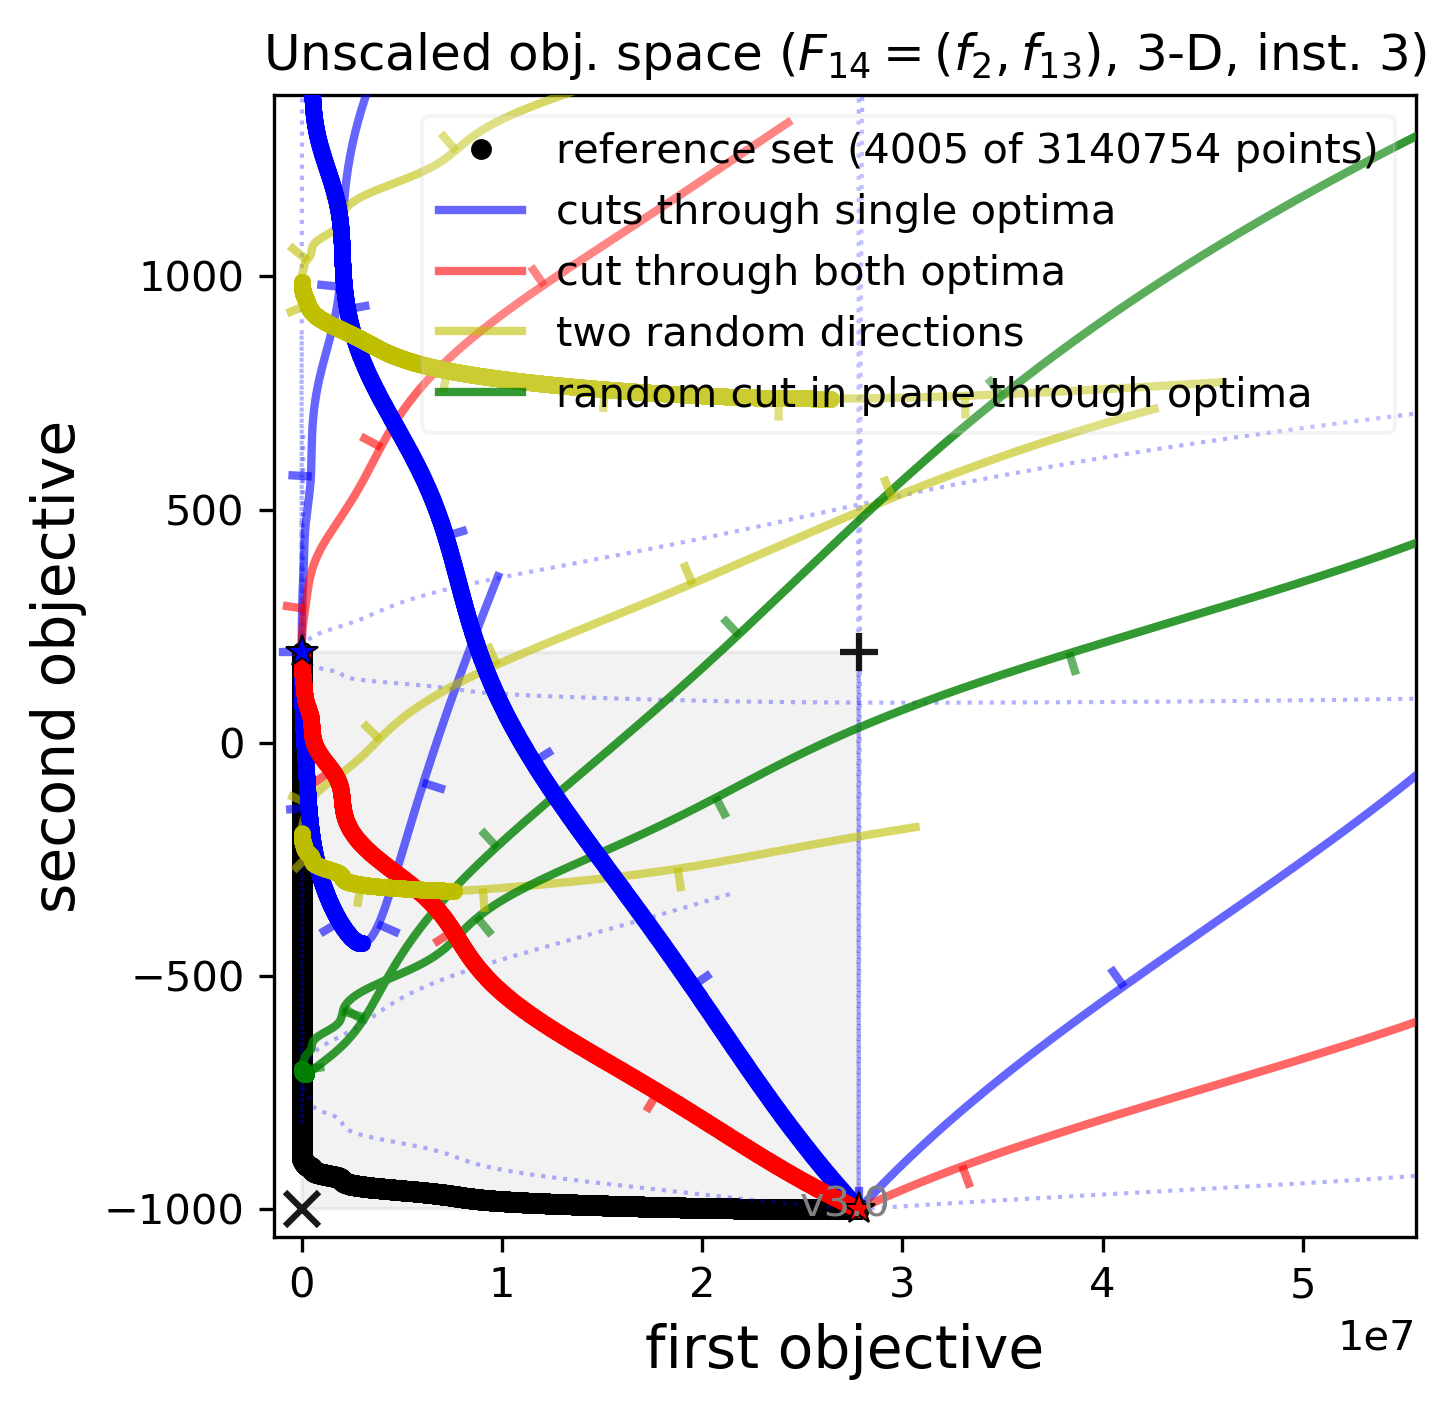 Unscaled obj. space (F₁₄ = (f₂, f₁₃), 3-D, inst. 3)
reference set (4005 of 3140754 points)
cuts through single optima
cut through both optima
two random directions
random cut in plane through optima
second objective
1000
500
0
−500
−1000
v3.0
0 1 2 3 4 5
1e7
first objective